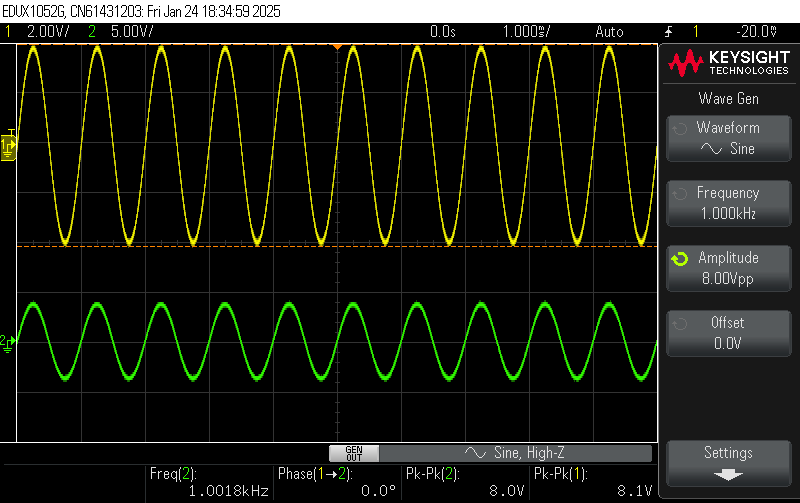 EDUX1052G, CN61431203: Fri Jan 24 18:34:59 2025
1 2.00V/ 2 5.00V/ 0.0s 1.000ms/ Auto 1 -20.0mV
KEYSIGHT
TECHNOLOGIES
Wave Gen
Waveform
Sine
Frequency
1.000kHz
Amplitude
8.00Vpp
Offset
0.0V
T
1
2
GEN
OUT
Sine, High-Z
Settings
Freq(2): Phase(1→2): Pk-Pk(2): Pk-Pk(1):
1.0018kHz 0.0° 8.0V 8.1V